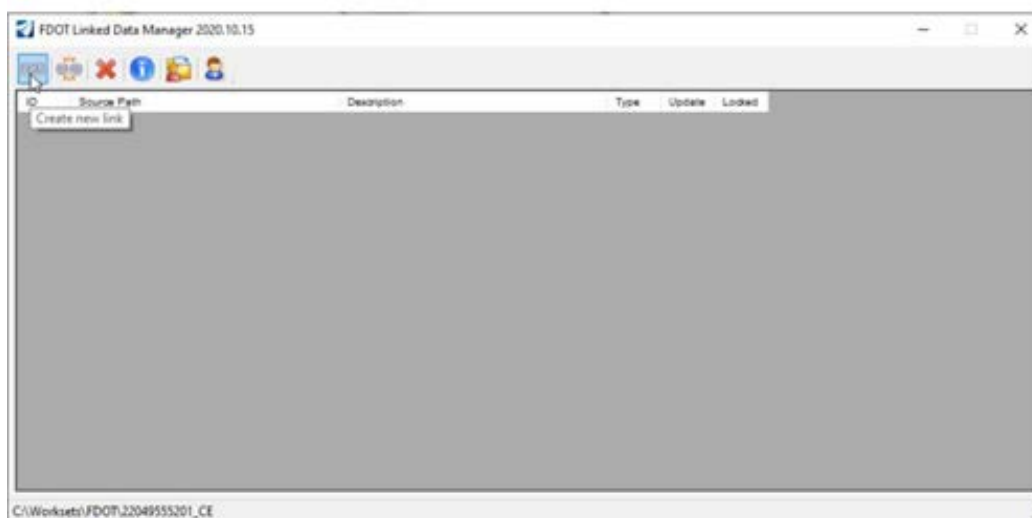 FDOT Linked Data Manager 2020.10.15
ID Source Path Description Type Update Locked
Create new link
C:\Worksets\FDOT\22049555201_CE